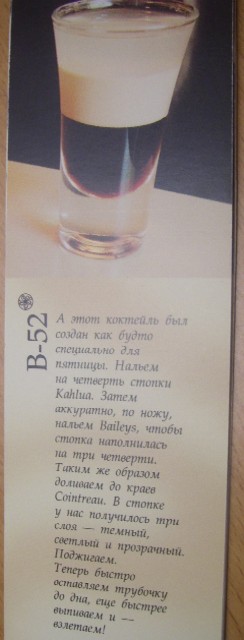 B-52
А этот коктейль был
создан как будто
специально для
пятницы. Нальем
на четверть стопки
Kahlua. Затем
аккуратно, по ножу,
нальем Baileys, чтобы
стопка наполнилась
на три четверти.
Таким же образом
доливаем до краев
Cointreau. В стопке
у нас получилось три
слоя — темный,
светлый и прозрачный.
Поджигаем.
Теперь быстро
вставляем трубочку
до дна, еще быстрее
выпиваем и —
взлетаем!